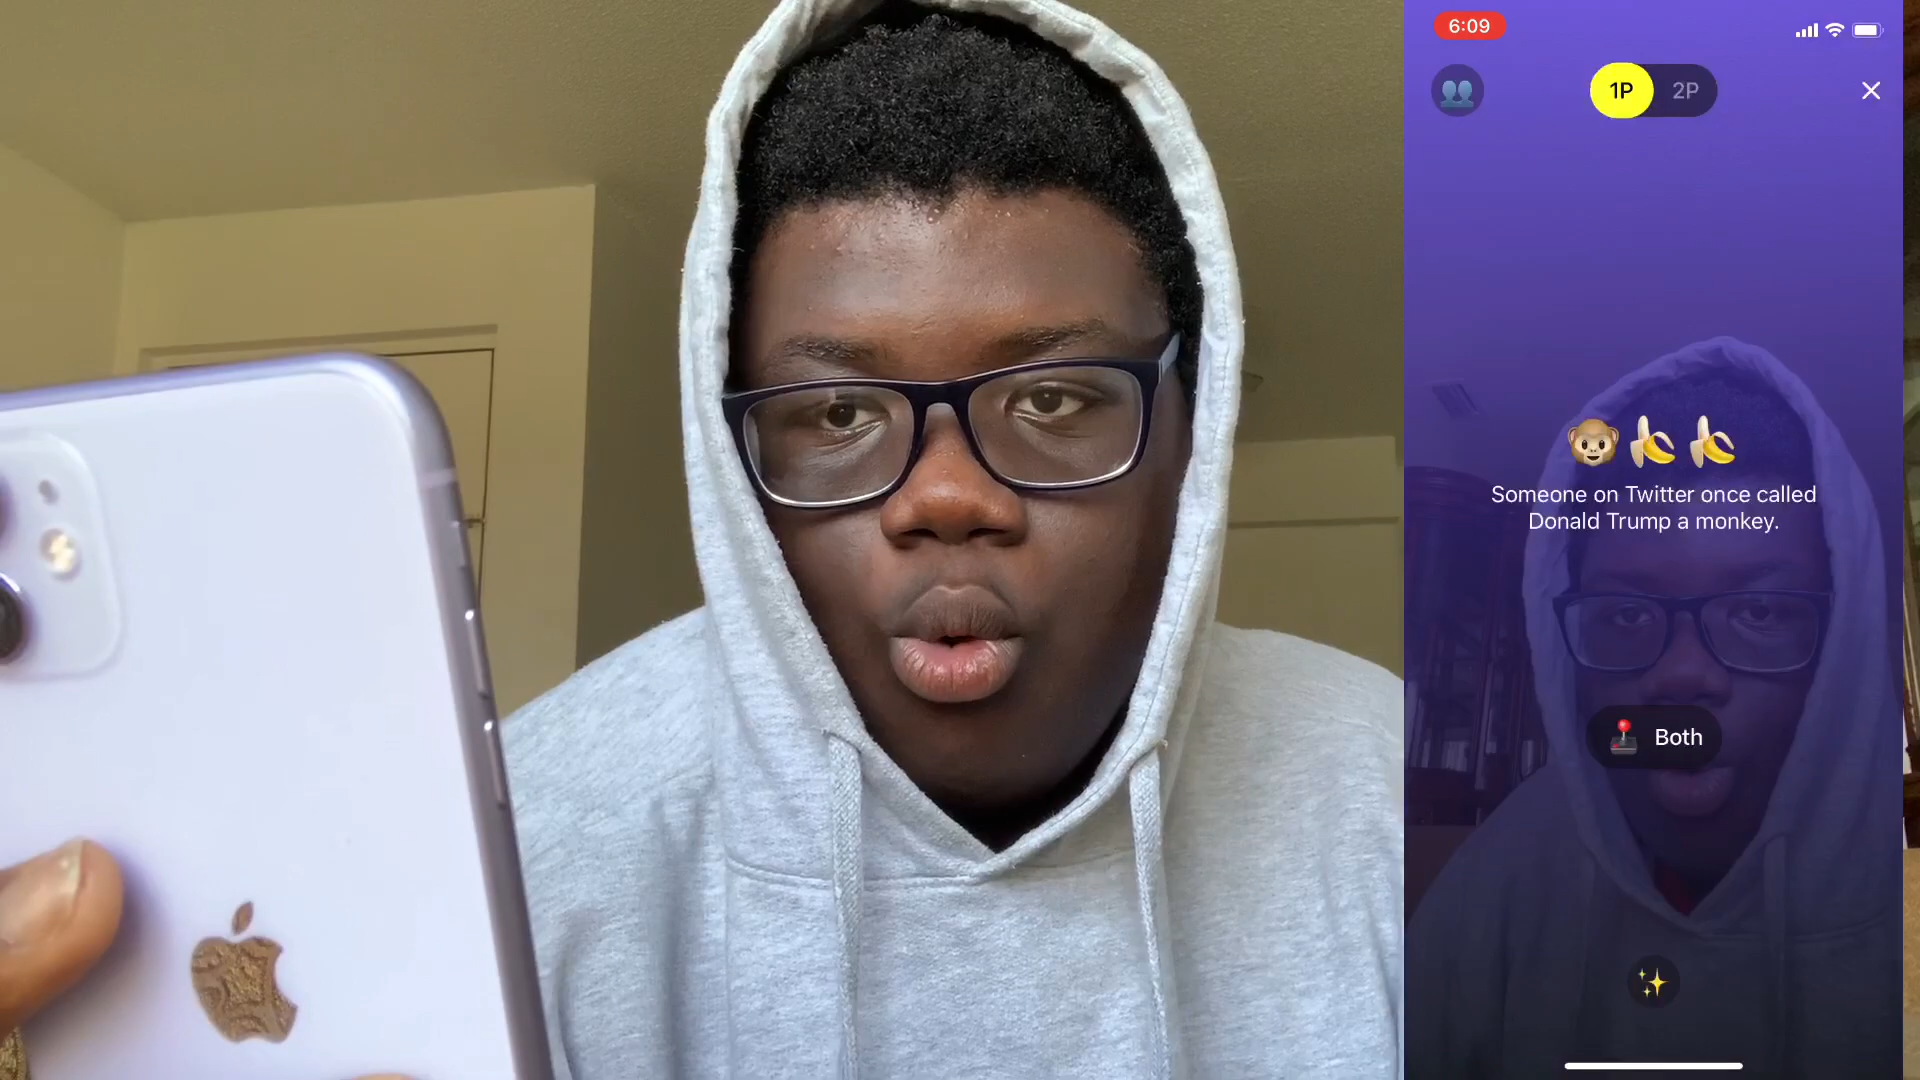 6:09
1P 2P
Someone on Twitter once called
Donald Trump a monkey.
Both